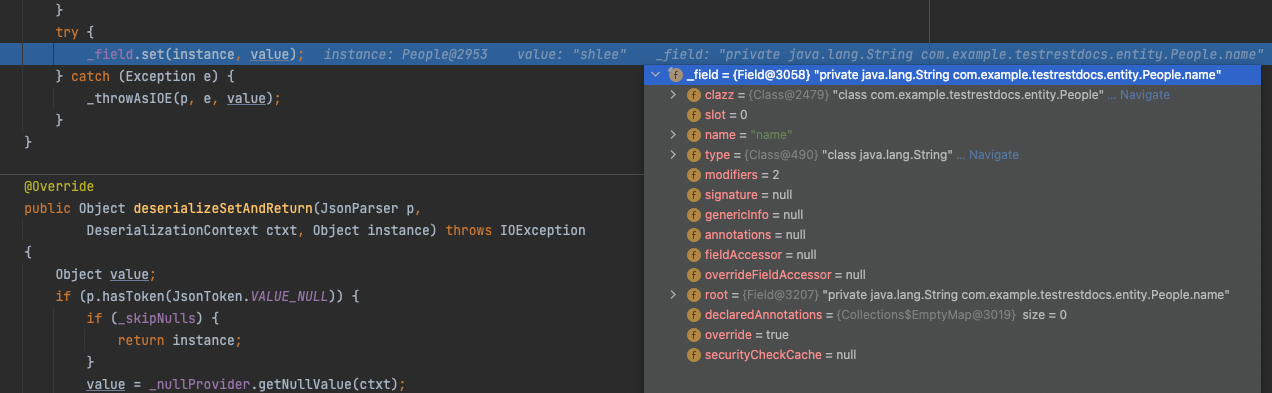 }
try {
_field.set(instance, value); instance: People@2953 value: "shlee" _field: "private java.lang.String com.example.testrestdocs.entity.People.name"
} catch (Exception e) {
_throwAsIOE(p, e, value);
}
}
@Override
public Object deserializeSetAndReturn(JsonParser p,
DeserializationContext ctxt, Object instance) throws IOException
{
Object value;
if (p.hasToken(JsonToken.VALUE_NULL)) {
if (_skipNulls) {
return instance;
}
value = _nullProvider.getNullValue(ctxt);
_field = {Field@3058} "private java.lang.String com.example.testrestdocs.entity.People.name"
clazz = {Class@2479} "class com.example.testrestdocs.entity.People" ... Navigate
slot = 0
name = "name"
type = {Class@490} "class java.lang.String" ... Navigate
modifiers = 2
signature = null
genericInfo = null
annotations = null
fieldAccessor = null
overrideFieldAccessor = null
root = {Field@3207} "private java.lang.String com.example.testrestdocs.entity.People.name"
declaredAnnotations = {Collections$EmptyMap@3019} size = 0
override = true
securityCheckCache = null